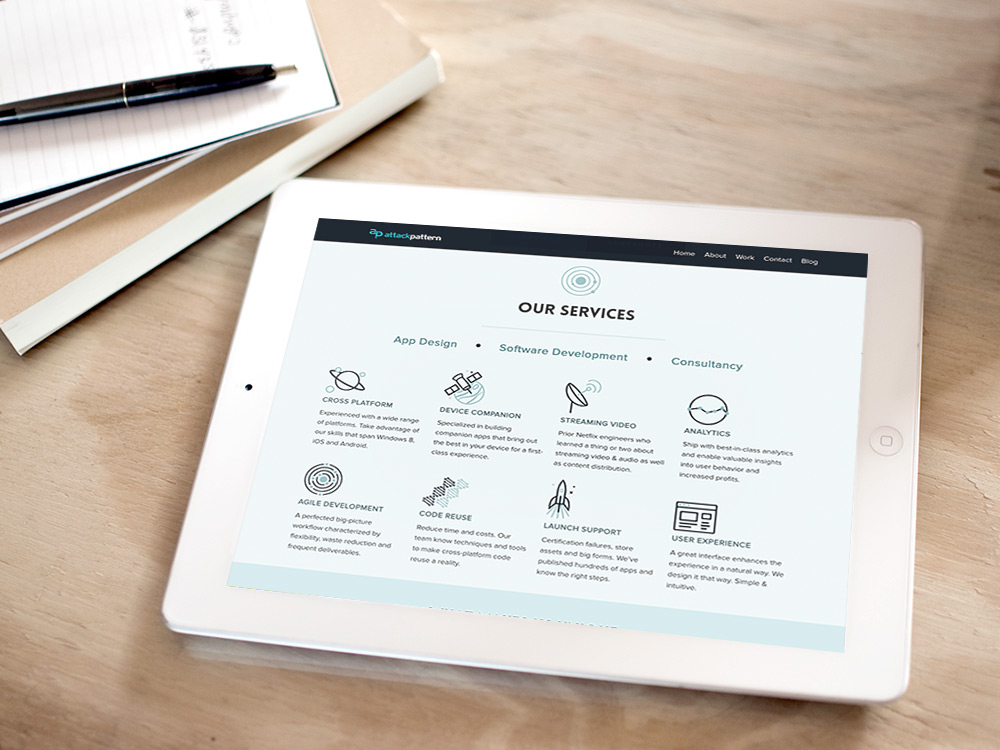 ap attackpattern
Home About Work Contact Blog
OUR SERVICES
App Design • Software Development • Consultancy
CROSS PLATFORM
Experienced with a wide range
of platforms. Take advantage of
our skills that span Windows 8,
iOS and Android.
DEVICE COMPANION
Specialized in building
companion apps that bring out
the best in your device for a first-
class experience.
STREAMING VIDEO
Prior Netflix engineers who
learned a thing or two about
streaming video & audio as well
as content distribution.
ANALYTICS
Ship with best-in-class analytics
and enable valuable insights
into user behavior and
increased profits.
AGILE DEVELOPMENT
A perfected big-picture
workflow characterized by
flexibility, waste reduction and
frequent deliverables.
CODE REUSE
Reduce time and costs. Our
team know techniques and tools
to make cross-platform code
reuse a reality.
LAUNCH SUPPORT
Certification failures, store
assets and big forms. We've
published hundreds of apps and
know the right steps.
USER EXPERIENCE
A great interface enhances the
experience in a natural way. We
design it that way. Simple &
intuitive.